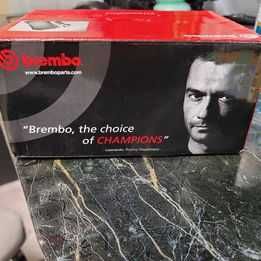 brembo
www.bremboparts.com
"Brembo, the choice
of CHAMPIONS"